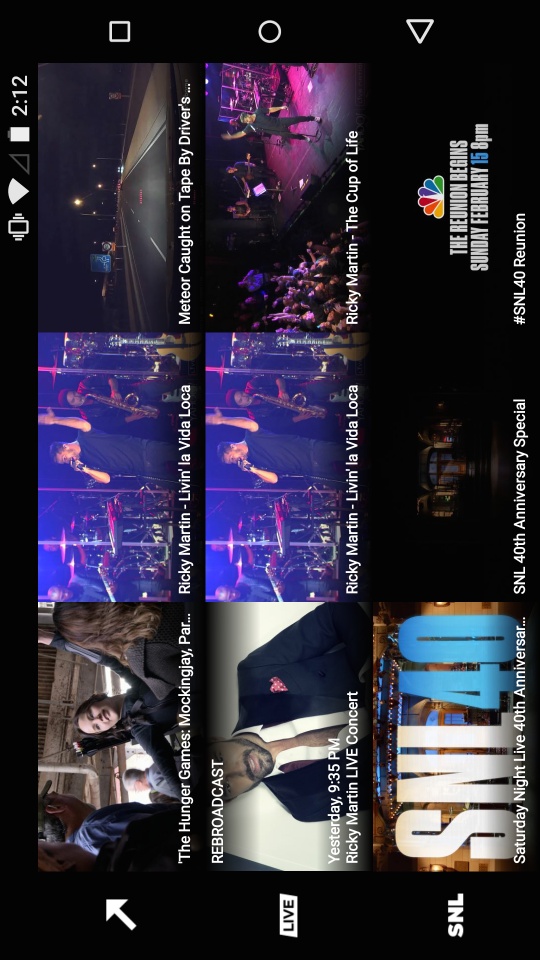 2:12
'The Hunger Games: Mockingjay, Par...
Ricky Martin - Livin' la Vida Loca
Meteor Caught on Tape By Driver's ...
LIVE
REBROADCAST
Yesterday, 9:35 PM
Ricky Martin LIVE Concert
Ricky Martin - Livin' la Vida Loca
Ricky Martin - The Cup of Life
SNL
SNL 40
Saturday Night Live 40th Anniversar...
SNL 40th Anniversary Special
THE REUNION BEGINS
SUNDAY FEBRUARY 15 8pm
#SNL40 Reunion